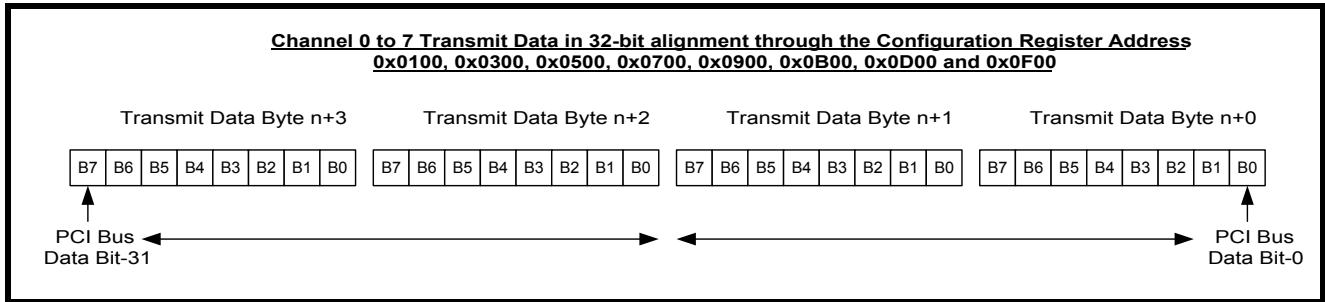 Channel 0 to 7 Transmit Data in 32-bit alignment through the Configuration Register Address
0x0100, 0x0300, 0x0500, 0x0700, 0x0900, 0x0B00, 0x0D00 and 0x0F00
Transmit Data Byte n+3 Transmit Data Byte n+2 Transmit Data Byte n+1 Transmit Data Byte n+0
B7 B6 B5 B4 B3 B2 B1 B0 B7 B6 B5 B4 B3 B2 B1 B0 B7 B6 B5 B4 B3 B2 B1 B0 B7 B6 B5 B4 B3 B2 B1 B0
PCI Bus PCI Bus
Data Bit-31 Data Bit-0